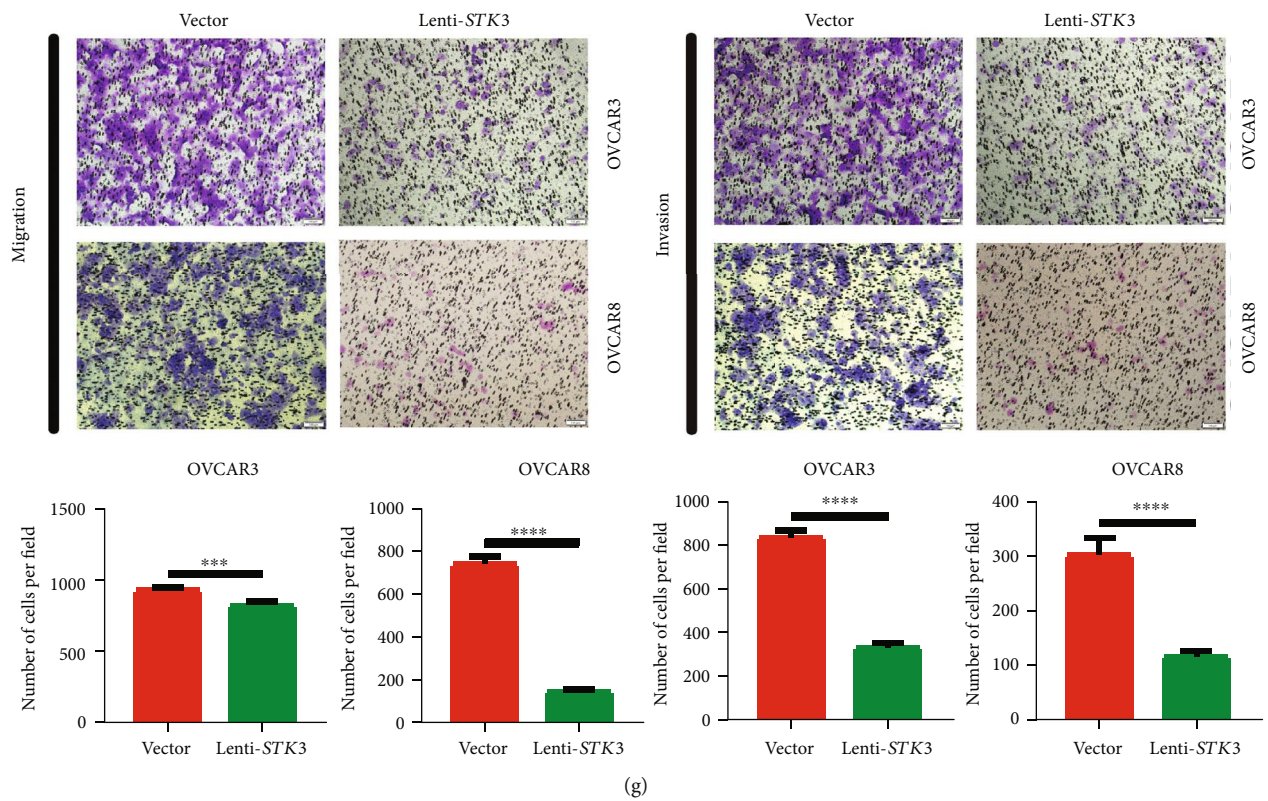 Vector
Lenti-STK3
Vector
Lenti-STK3
Migration
OVCAR3
OVCAR8
Invasion
OVCAR3
OVCAR8
OVCAR3
Number of cells per field
1500
1000
500
0
***
Vector
Lenti-STK3
OVCAR8
Number of cells per field
1000
800
600
400
200
0
****
Vector
Lenti-STK3
OVCAR3
Number of cells per field
1000
800
600
400
200
0
****
Vector
Lenti-STK3
OVCAR8
Number of cells per field
400
300
200
100
0
****
Vector
Lenti-STK3
(g)